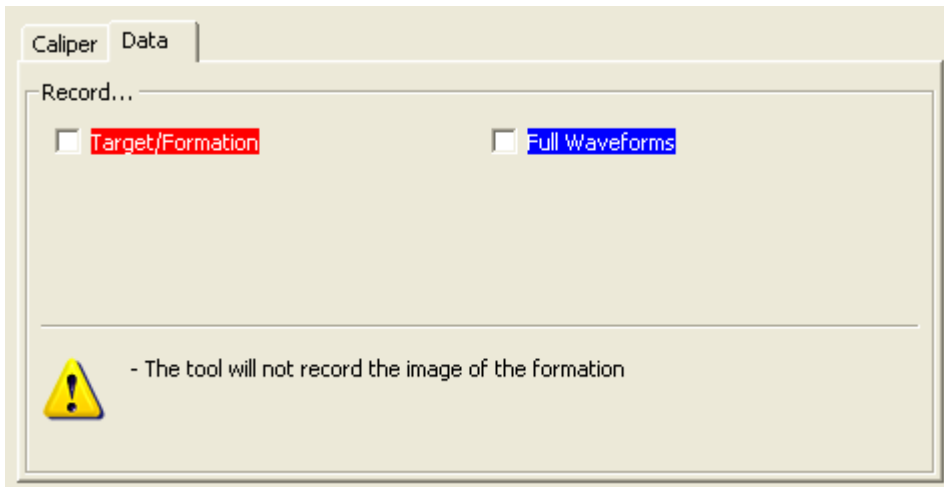 Caliper Data
Record...
Target/Formation Full Waveforms
- The tool will not record the image of the formation